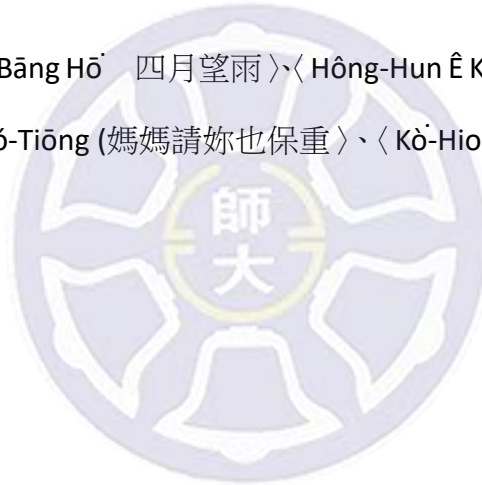 Bāng Hō͘ 四月望雨〉、〈Hông-Hun Ê K
ó-Tiōng (媽媽請妳也保重〉、〈Kò͘-Hio
師
大